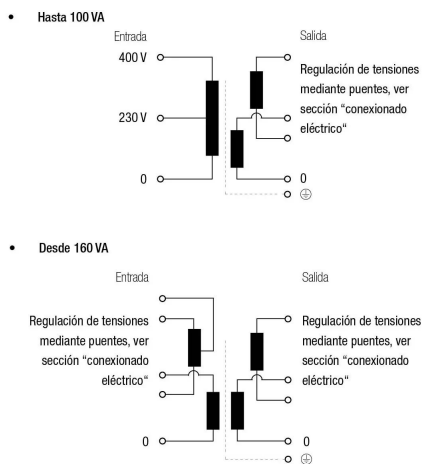 • Hasta 100 VA
Entrada
Salida
400 V
230 V
0
Regulación de tensiones
mediante puentes, ver
sección “conexionado
eléctrico“
0
• Desde 160 VA
Entrada
Salida
Regulación de tensiones
mediante puentes, ver
sección “conexionado
eléctrico“
0
Regulación de tensiones
mediante puentes, ver
sección “conexionado
eléctrico“
0